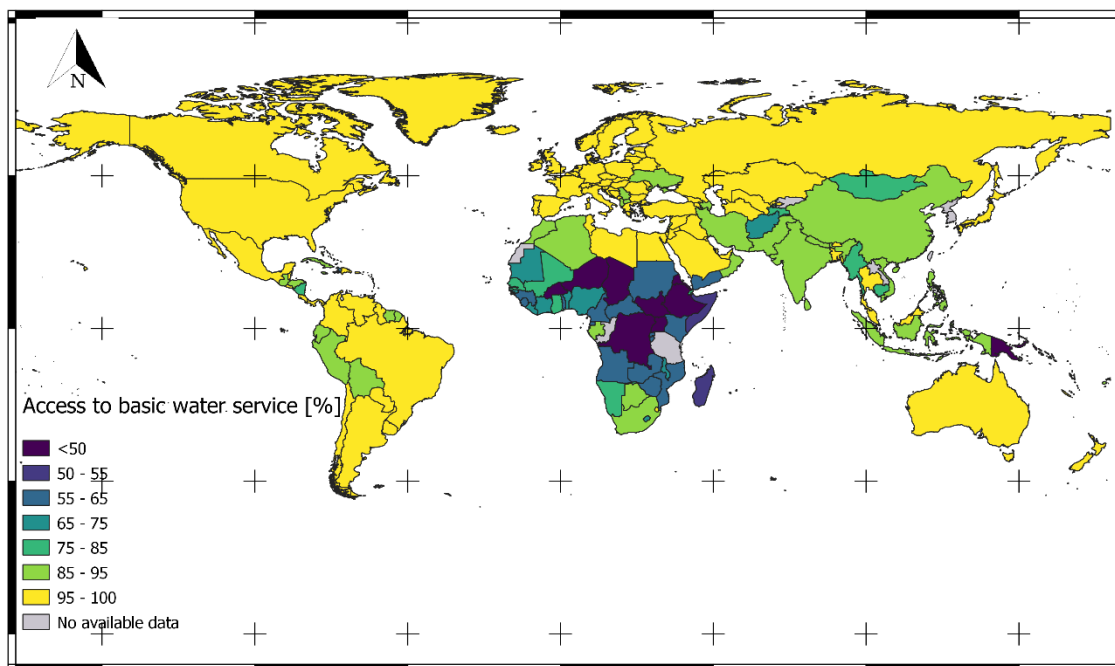 N
Access to basic water service [%]
<50
50 - 55
55 - 65
65 - 75
75 - 85
85 - 95
95 - 100
No available data